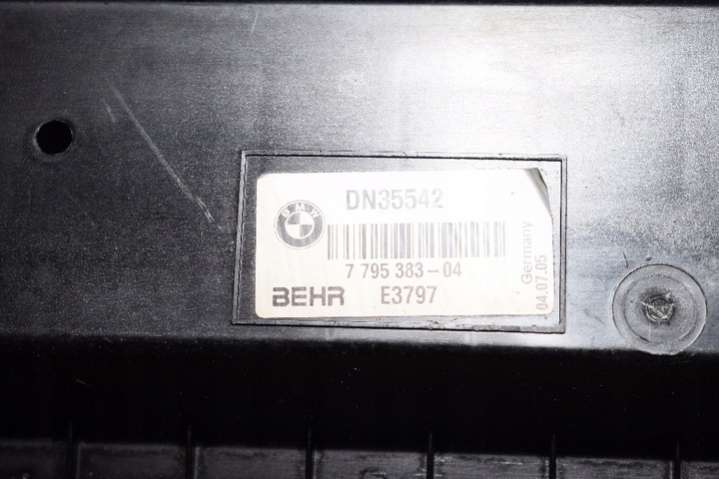 BMW
DN35542
7 795 383-04
BEHR E3797
Germany
04.07.05